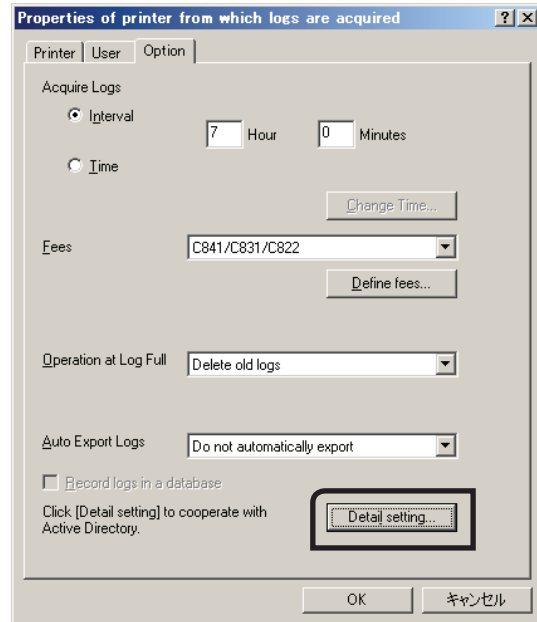 Properties of printer from which logs are acquired
Printer User Option
Acquire Logs
Interval 7 Hour 0 Minutes
Time
Change Time...
Fees C841/C831/C822
Define fees...
Operation at Log Full Delete old logs
Auto Export Logs Do not automatically export
Record logs in a database
Click [Detail setting] to cooperate with
Active Directory.
Detail setting...
OK キャンセル